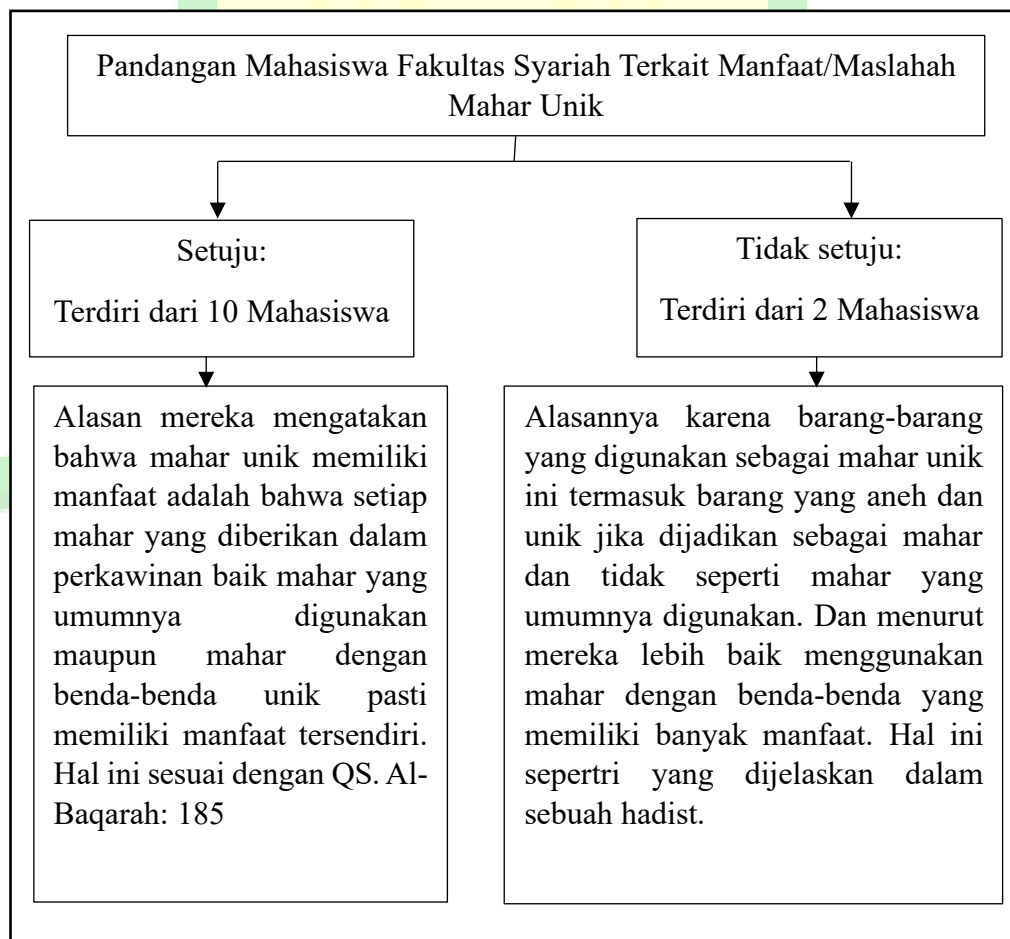 Pandangan Mahasiswa Fakultas Syariah Terkait Manfaat/Maslahah
Mahar Unik
Setuju:
Terdiri dari 10 Mahasiswa
Tidak setuju:
Terdiri dari 2 Mahasiswa
Alasan mereka mengatakan
bahwa mahar unik memiliki
manfaat adalah bahwa setiap
mahar yang diberikan dalam
perkawinan baik mahar yang
umumnya digunakan
maupun mahar dengan
benda-benda unik pasti
memiliki manfaat tersendiri.
Hal ini sesuai dengan QS. Al-
Baqarah: 185
Alasannya karena barang-barang
yang digunakan sebagai mahar unik
ini termasuk barang yang aneh dan
unik jika dijadikan sebagai mahar
dan tidak seperti mahar yang
umumnya digunakan. Dan menurut
mereka lebih baik menggunakan
mahar dengan benda-benda yang
memiliki banyak manfaat. Hal ini
sepertri yang dijelaskan dalam
sebuah hadist.